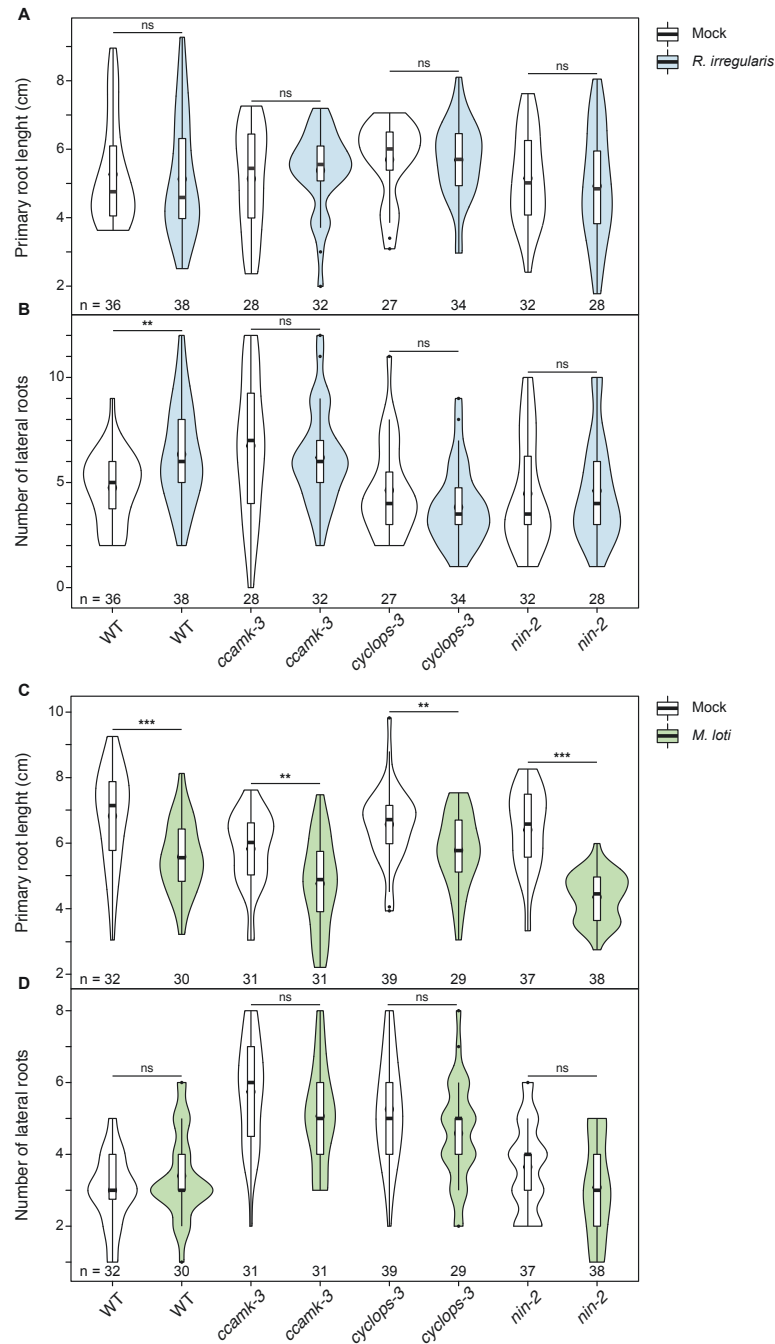 A
Mock
R. irregularis
Primary root lenght (cm)
8
6
4
2
ns
ns
ns
ns
n = 36 38 28 32 27 34 32 28
B
Number of lateral roots
10
5
0
**
ns
ns
ns
n = 36 38 28 32 27 34 32 28
WT WT ccamk-3 ccamk-3 cyclops-3 cyclops-3 nin-2 nin-2
C
Mock
M. loti
Primary root lenght (cm)
10
8
6
4
2
***
**
**
***
n = 32 30 31 31 39 29 37 38
D
Number of lateral roots
8
6
4
2
ns
ns
ns
ns
n = 32 30 31 31 39 29 37 38
WT WT ccamk-3 ccamk-3 cyclops-3 cyclops-3 nin-2 nin-2